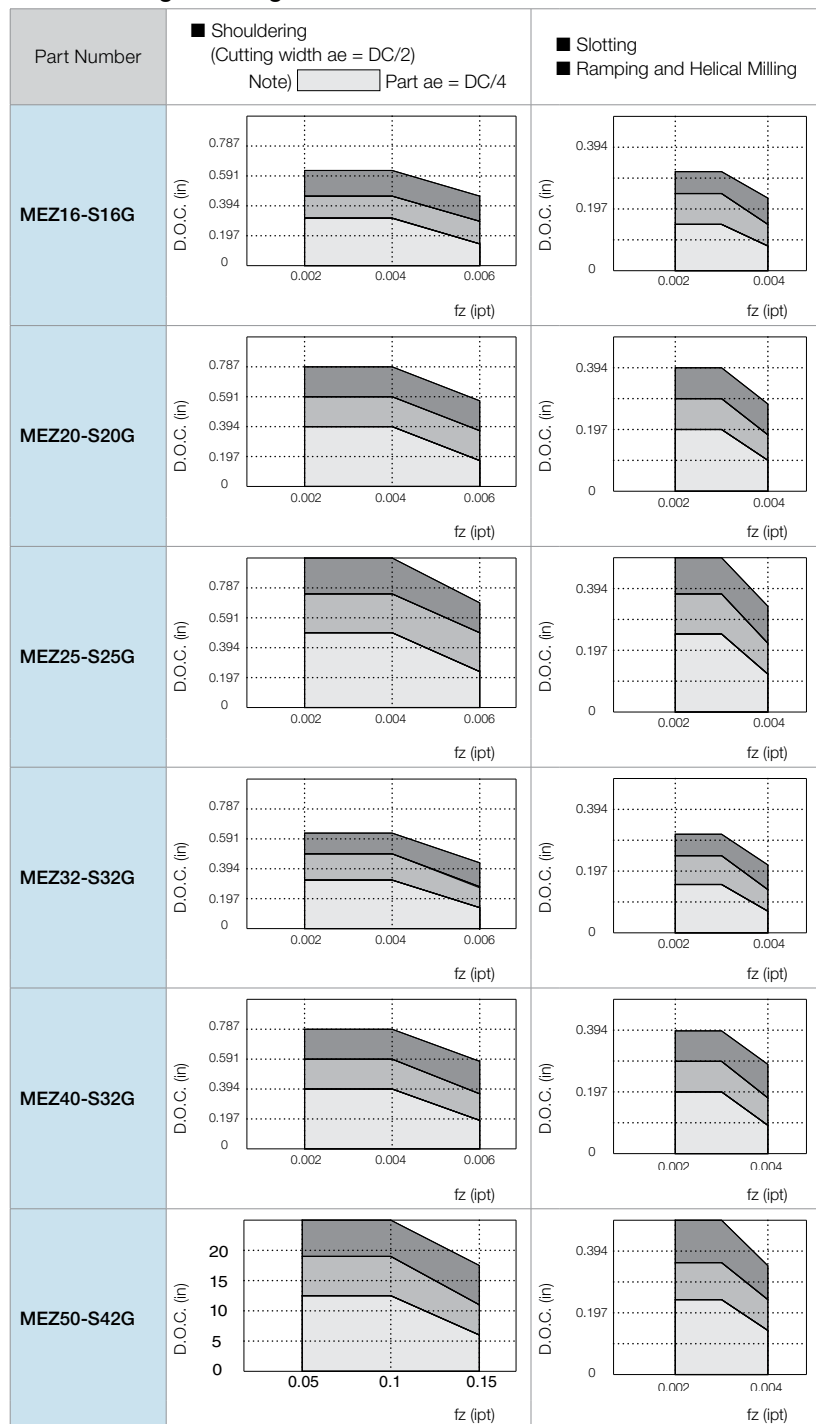 Part Number
■ Shouldering
(Cutting width ae = DC/2)
Note) Part ae = DC/4
■ Slotting
■ Ramping and Helical Milling
MEZ16-S16G
D.O.C. (in)
0.787
0.591
0.394
0.197
0
0.002 0.004 0.006
fz (ipt)
D.O.C. (in)
0.394
0.197
0
0.002 0.004
fz (ipt)
MEZ20-S20G
D.O.C. (in)
0.787
0.591
0.394
0.197
0
0.002 0.004 0.006
fz (ipt)
D.O.C. (in)
0.394
0.197
0
0.002 0.004
fz (ipt)
MEZ25-S25G
D.O.C. (in)
0.787
0.591
0.394
0.197
0
0.002 0.004 0.006
fz (ipt)
D.O.C. (in)
0.394
0.197
0
0.002 0.004
fz (ipt)
MEZ32-S32G
D.O.C. (in)
0.787
0.591
0.394
0.197
0
0.002 0.004 0.006
fz (ipt)
D.O.C. (in)
0.394
0.197
0
0.002 0.004
fz (ipt)
MEZ40-S32G
D.O.C. (in)
0.787
0.591
0.394
0.197
0
0.002 0.004 0.006
fz (ipt)
D.O.C. (in)
0.394
0.197
0
0.002 0.004
fz (ipt)
MEZ50-S42G
D.O.C. (in)
20
15
10
5
0
0.05 0.1 0.15
fz (ipt)
D.O.C. (in)
0.394
0.197
0
0.002 0.004
fz (ipt)